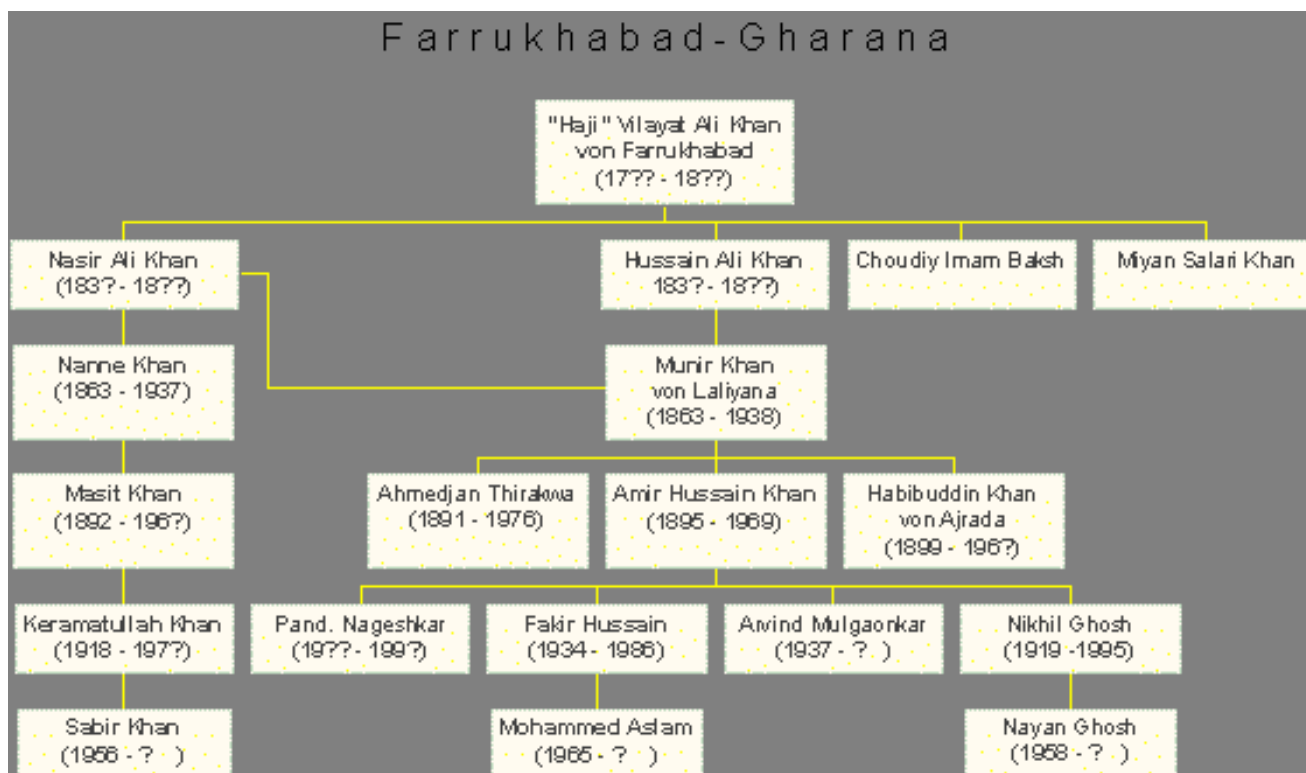 Farrukhabad-Gharana
"Haji" Vilayat Ali Khan
von Farrukhabad
(17?? - 18??)
Nasir Ali Khan
(183? - 18??)
Hussain Ali Khan
183? - 18??)
Choudiy Imam Baksh
Miyan Salari Khan
Nanne Khan
(1863 - 1937)
Munir Khan
von Laliyana
(1863 - 1938)
Masit Khan
(1892 - 196?)
Ahmedjan Thirakwa
(1891 - 1976)
Amir Hussain Khan
(1895 - 1969)
Habibuddin Khan
von Ajrada
(1899 - 196?)
Keramatullah Khan
(1918 - 197?)
Pand. Nageshkar
(19?? - 199?)
Fakir Hussain
(1934 - 1986)
Arvind Mulgaonkar
(1937 - ? )
Nikhil Ghosh
(1919 -1995)
Sabir Khan
(1956 - ? )
Mohammed Aslam
(1965 - ? )
Nayan Ghosh
(1958 - ? )